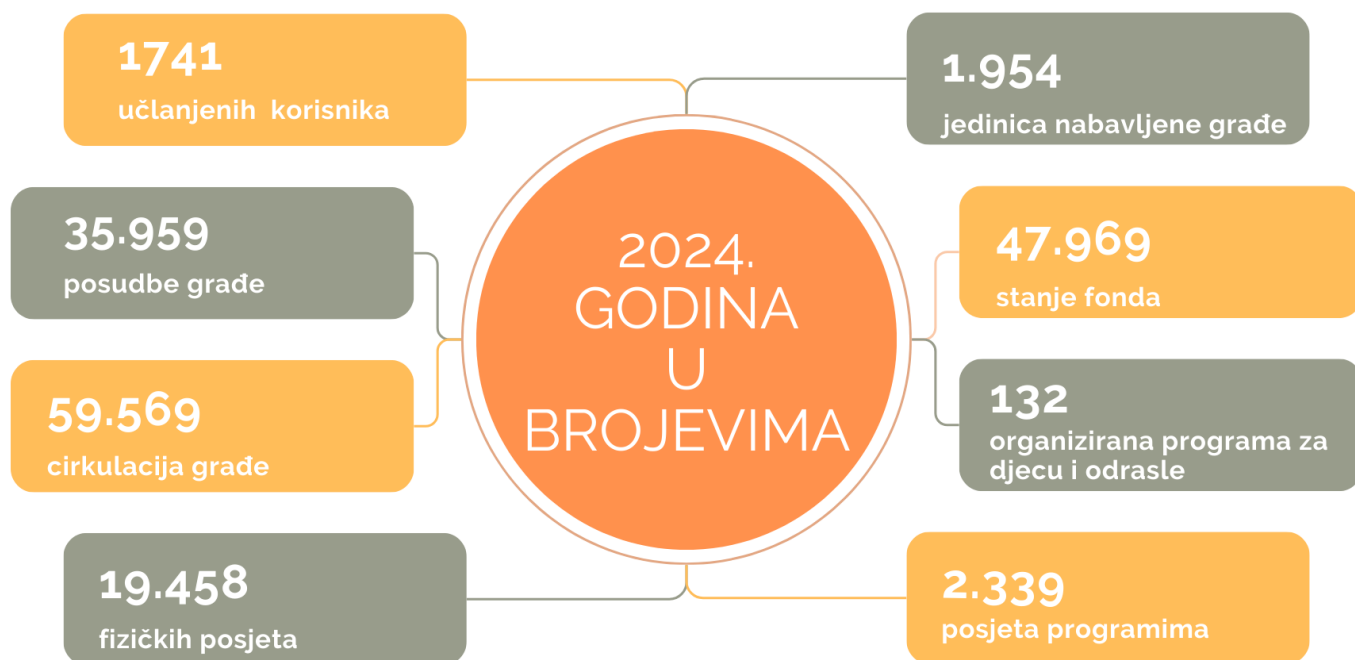 1741
učlanjenih korisnika
35.959
posudbe građe
59.569
cirkulacija građe
19.458
fizičkih posjeta
2024.
GODINA
U
BROJEVIMA
1.954
jedinica nabavljene građe
47.969
stanje fonda
132
organizirana programa za
djecu i odrasle
2.339
posjeta programima